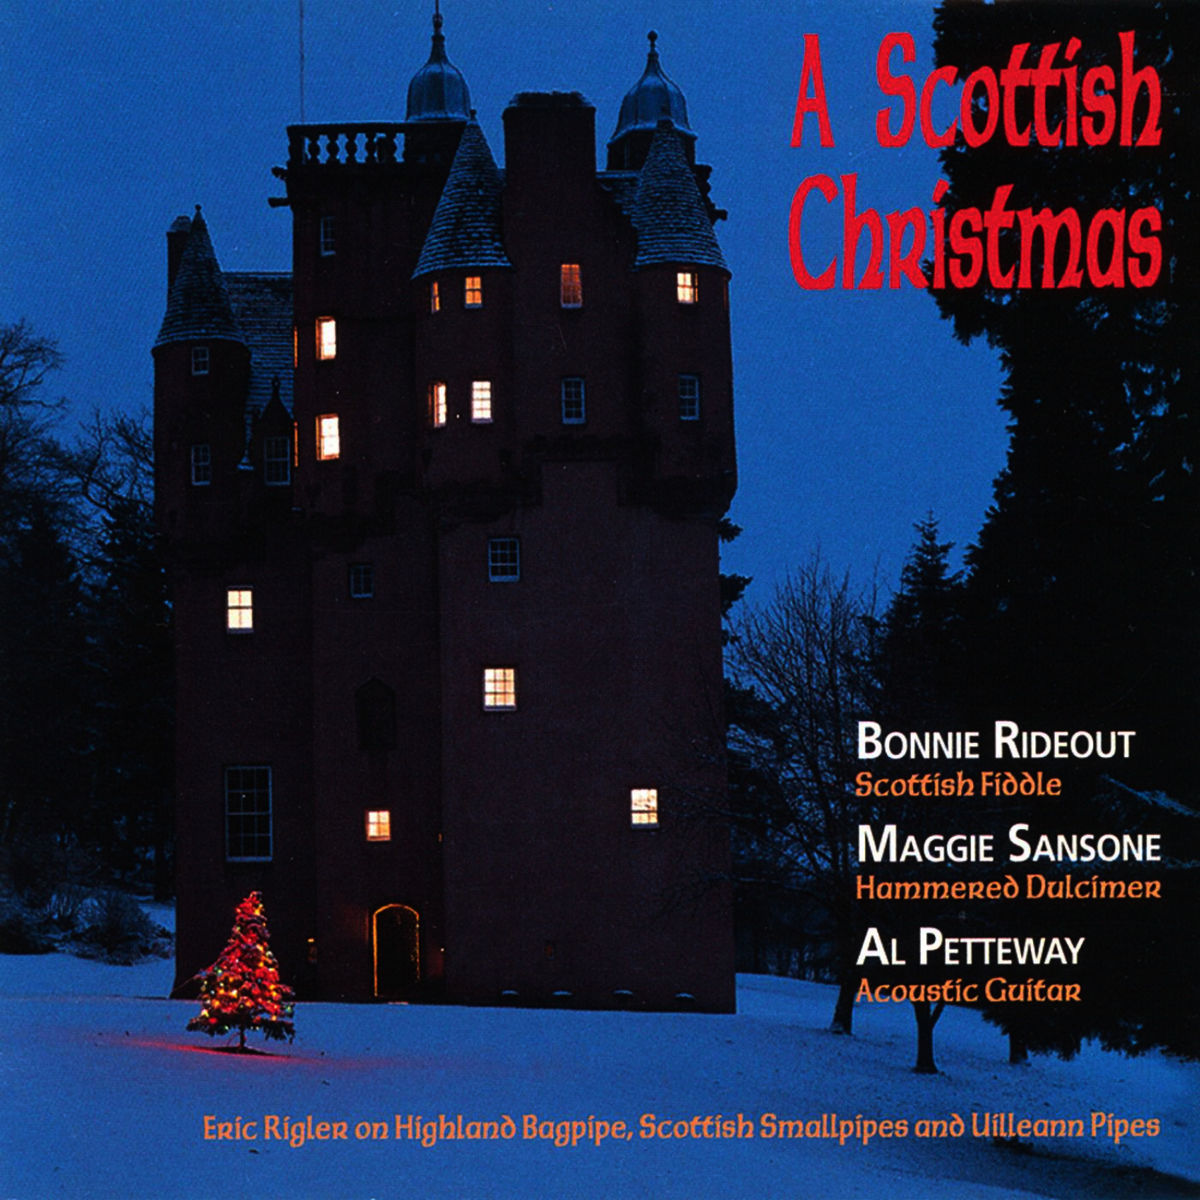 A Scottish
Christmas
BONNIE RIDEOUT
Scottish Fiddle
MAGGIE SANSONE
Hammered Dulcimer
AL PETTEWAY
Acoustic Guitar
Eric Rigler on Highland Bagpipe, Scottish Smallpipes and Uilleann Pipes